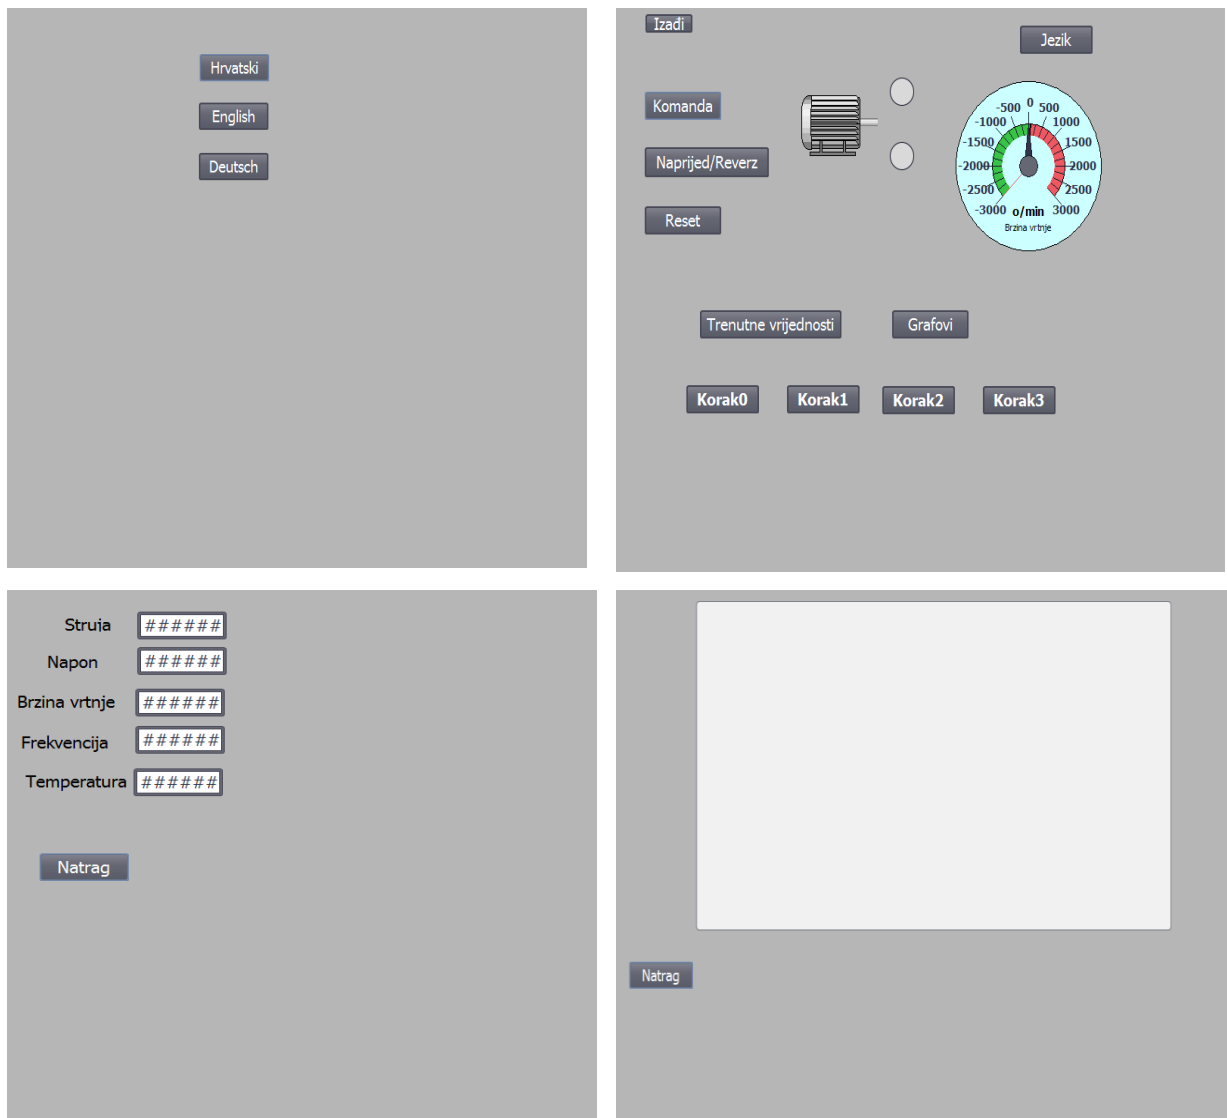 Hrvatski
English
Deutsch
Izađi
Jezik
Komanda
Naprijed/Reverz
Reset
-500 0 500
-1000 1000
-1500 1500
-2000 2000
-2500 2500
-3000 o/min 3000
Brzina vrtnje
Trenutne vrijednosti Grafovi
Korak0 Korak1 Korak2 Korak3
Struja ######
Napon ######
Brzina vrtnje ######
Frekvencija ######
Temperatura ######
Natrag
Natrag